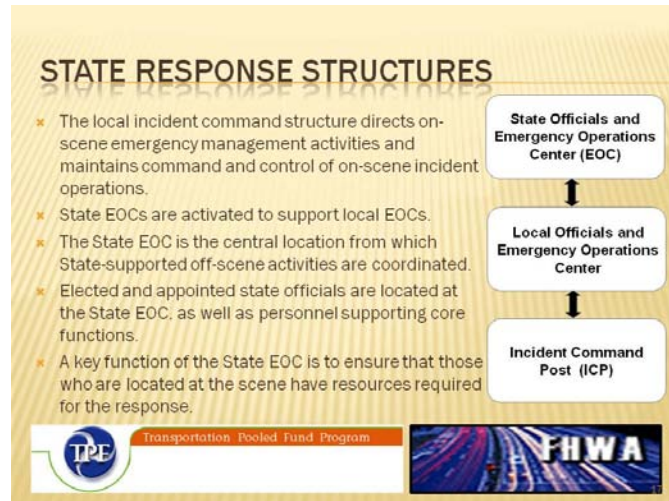 STATE RESPONSE STRUCTURES
The local incident command structure directs on-
scene emergency management activities and
maintains command and control of on-scene incident
operations.
State EOCs are activated to support local EOCs.
The State EOC is the central location from which
State-supported off-scene activities are coordinated.
Elected and appointed state officials are located at
the State EOC, as well as personnel supporting core
functions.
A key function of the State EOC is to ensure that those
who are located at the scene have resources required
for the response.
State Officials and
Emergency Operations
Center (EOC)
Local Officials and
Emergency Operations
Center
Incident Command
Post (ICP)
TPF
Transportation Pooled Fund Program
FHWA